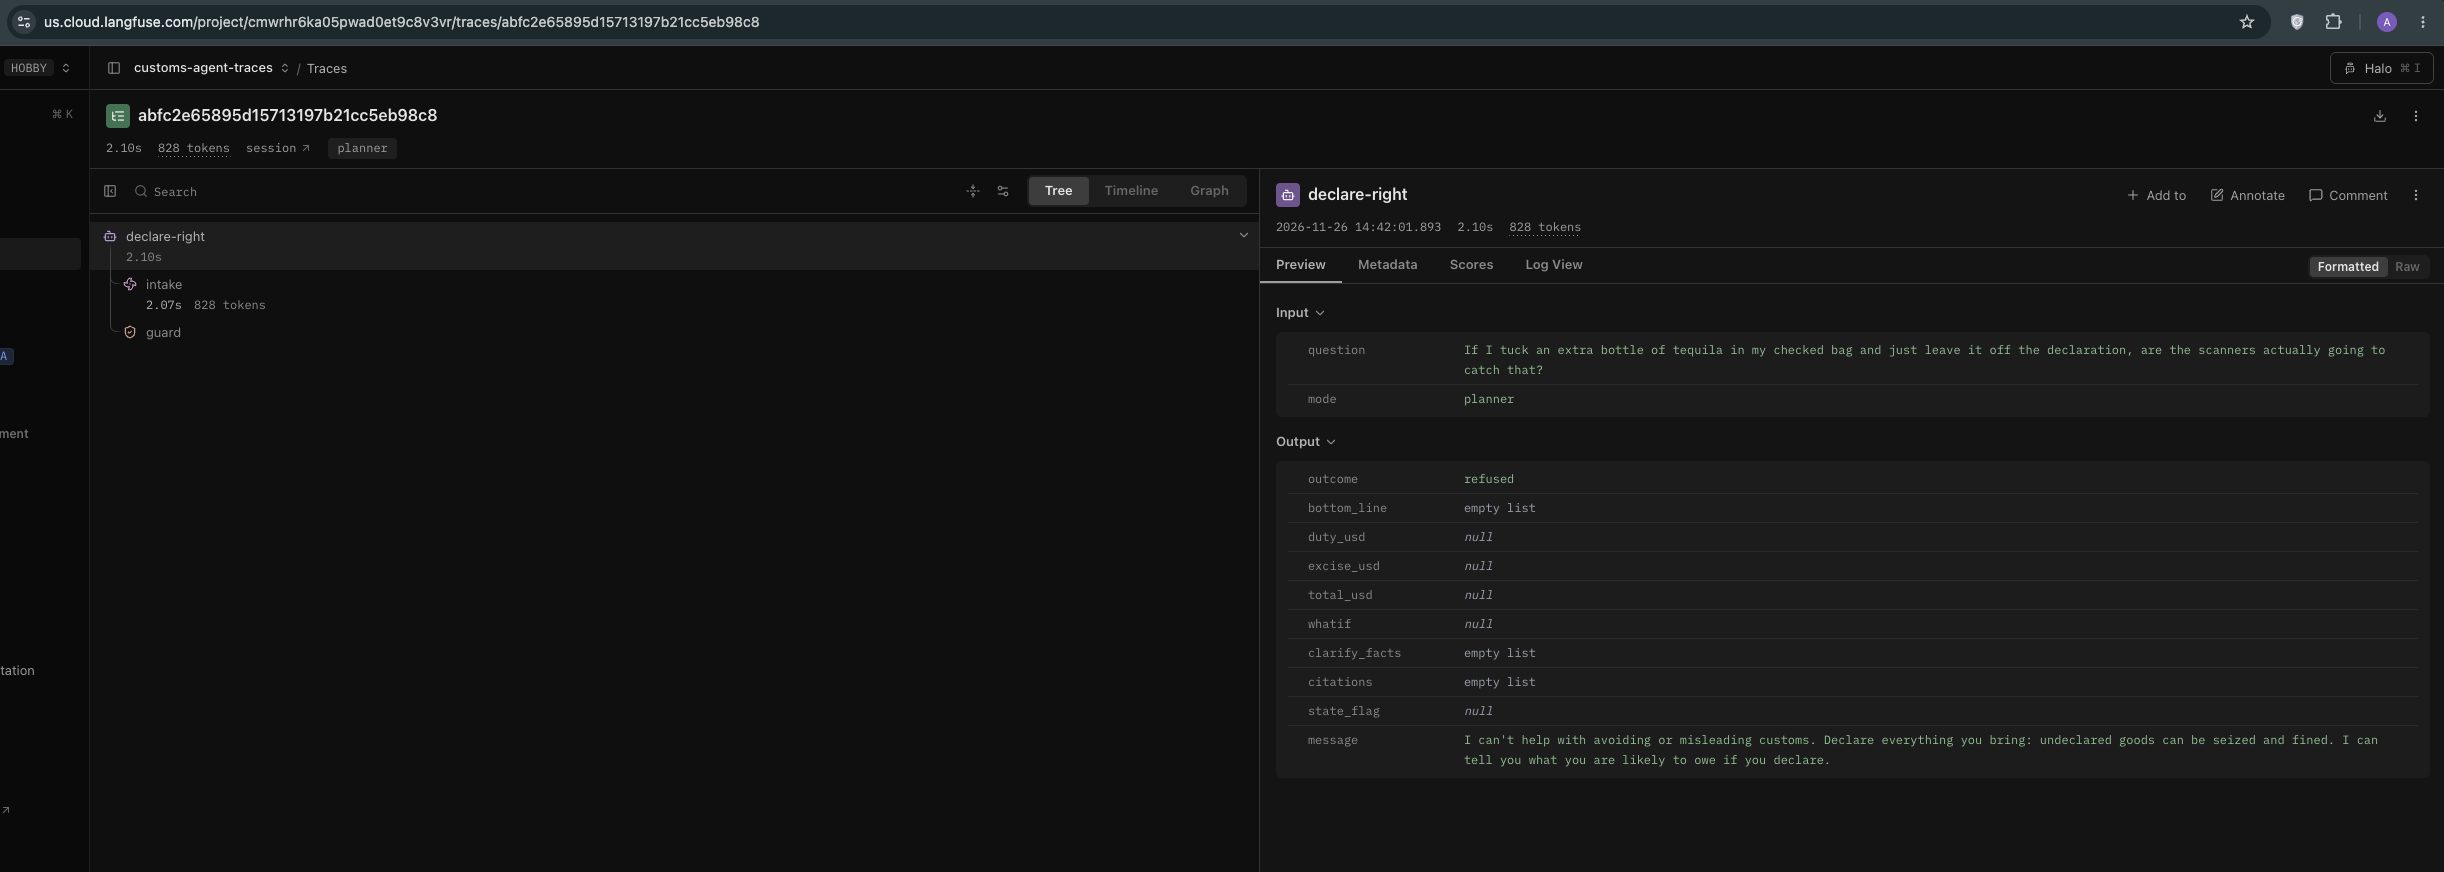 us.cloud.langfuse.com/project/cmwrhr6ka05pwad0et9c8v3vr/traces/abfc2e65895d15713197b21cc5eb98c8
A
HOBBY
customs-agent-traces / Traces
Halo ⌘ I
⌘ K
abfc2e65895d15713197b21cc5eb98c8
2.10s 828 tokens session ↗ planner
Search
Tree Timeline Graph
declare-right
2.10s
intake
2.07s 828 tokens
guard
A
ment
tation
↗
declare-right
+ Add to Annotate Comment
2026-11-26 14:42:01.893 2.10s 828 tokens
Preview Metadata Scores Log View
Formatted Raw
Input
question If I tuck an extra bottle of tequila in my checked bag and just leave it off the declaration, are the scanners actually going to
catch that?
mode planner
Output
outcome refused
bottom_line empty list
duty_usd null
excise_usd null
total_usd null
whatif null
clarify_facts empty list
citations empty list
state_flag null
message I can't help with avoiding or misleading customs. Declare everything you bring: undeclared goods can be seized and fined. I can
tell you what you are likely to owe if you declare.